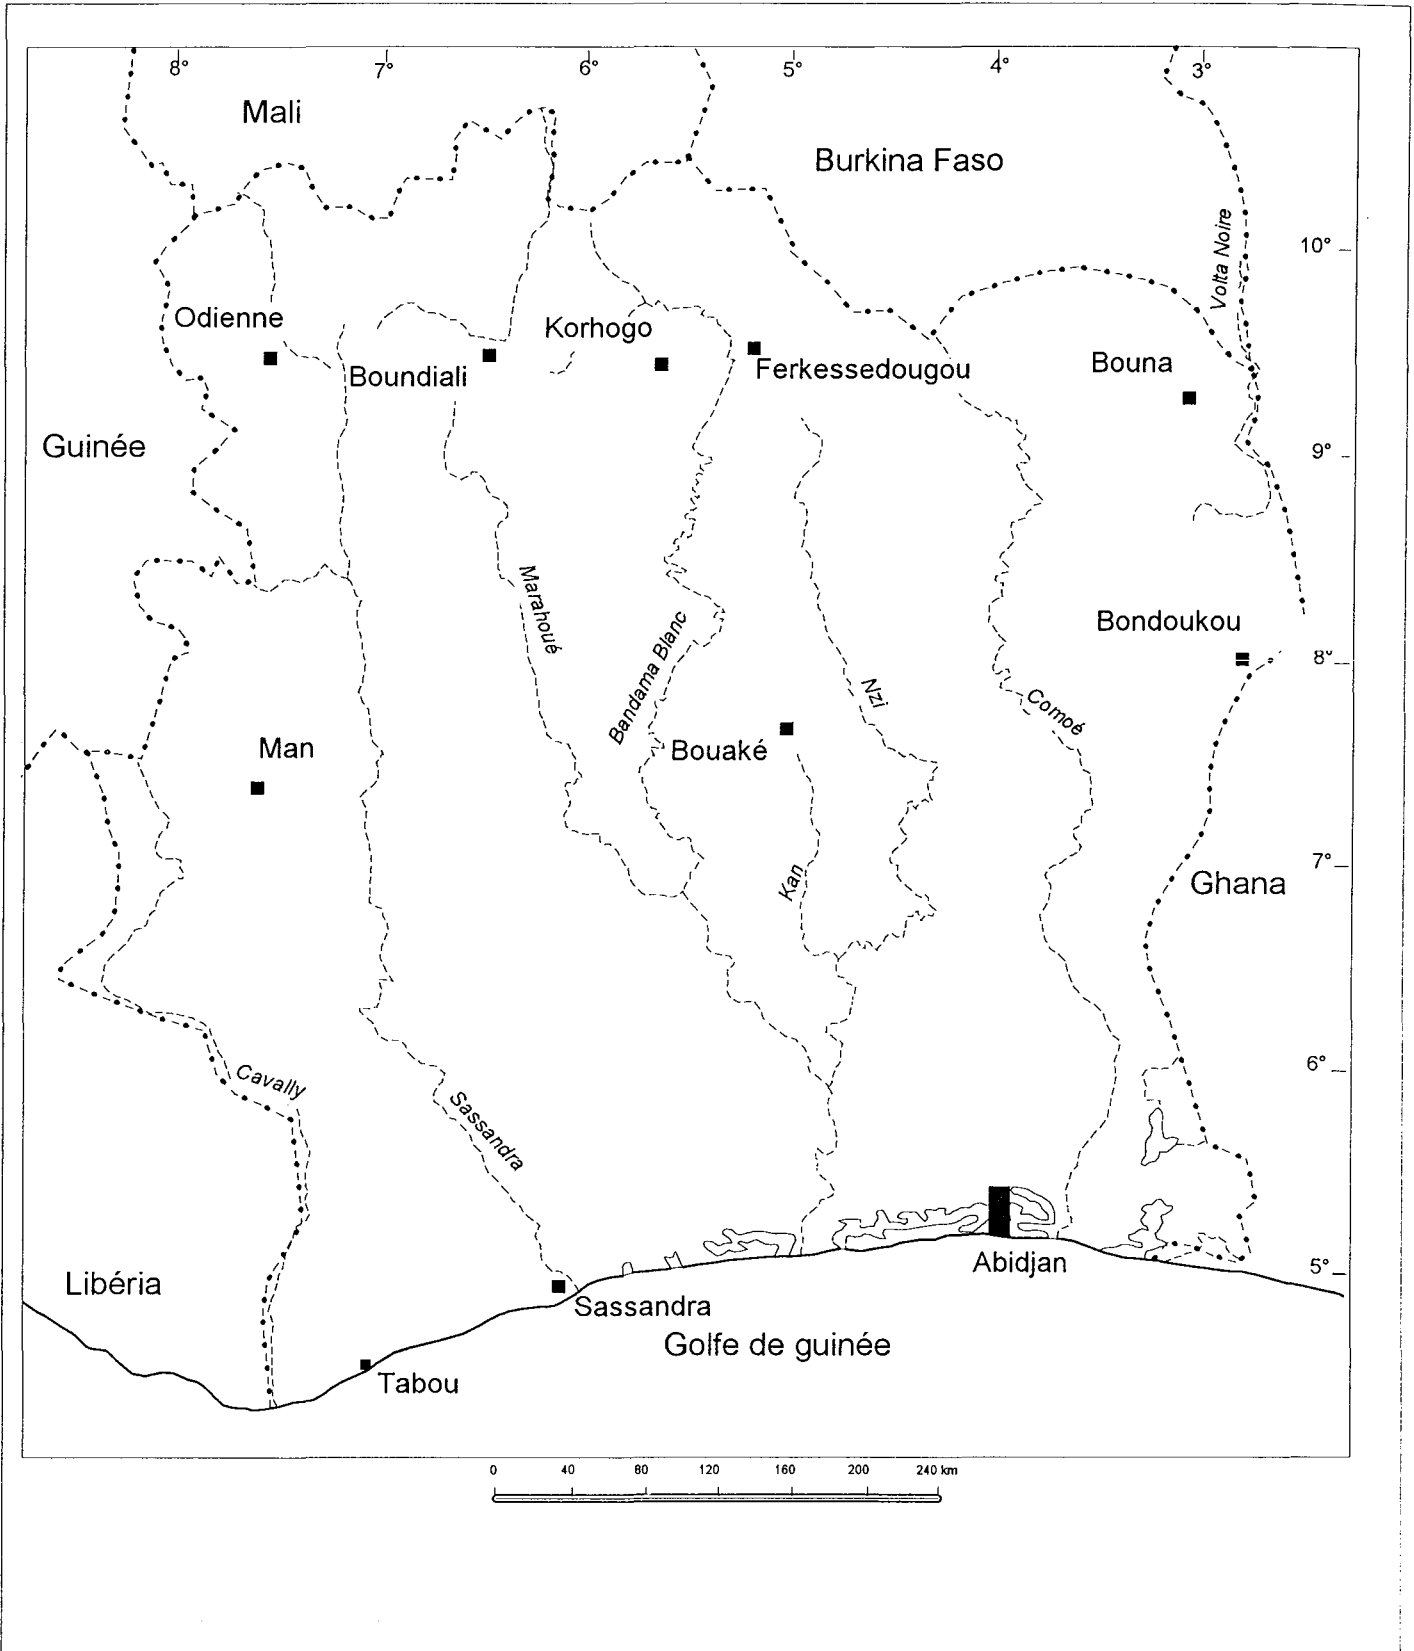 8° 7° 6° 5° 4° 3°
Mali
Burkina Faso
Volta Noire
10°
Odienne
Korhogo
Boundiali
Ferkessedougou
Bouna
Guinée
9°
Marahoué
Bandama Blanc
Bondoukou
8°
Nzi
Comoé
Man
Bouaké
7°
Kan
Ghana
6°
Cavally
Sassandra
5°
Abidjan
Libéria
Sassandra
Golfe de guinée
Tabou
0 40 80 120 160 200 240 km